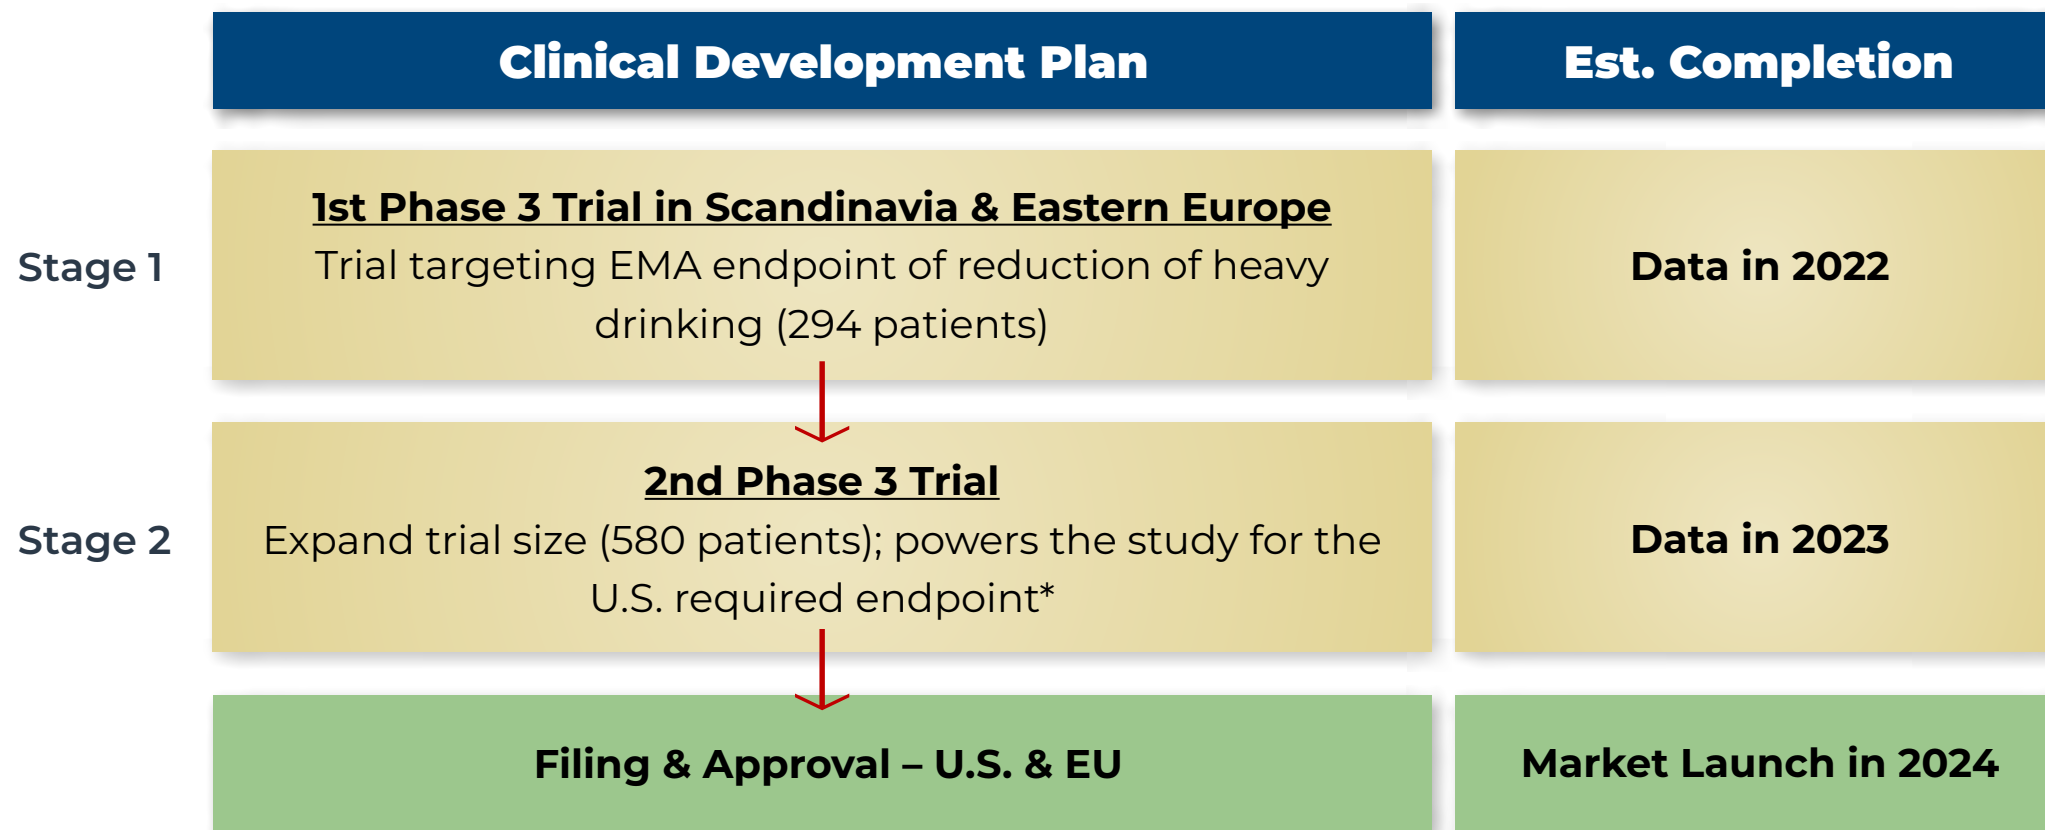 Clinical Development Plan
Est. Completion
Stage 1
1st Phase 3 Trial in Scandinavia & Eastern Europe
Trial targeting EMA endpoint of reduction of heavy
drinking (294 patients)
Data in 2022
Stage 2
2nd Phase 3 Trial
Expand trial size (580 patients); powers the study for the
U.S. required endpoint*
Data in 2023
Filing & Approval – U.S. & EU
Market Launch in 2024